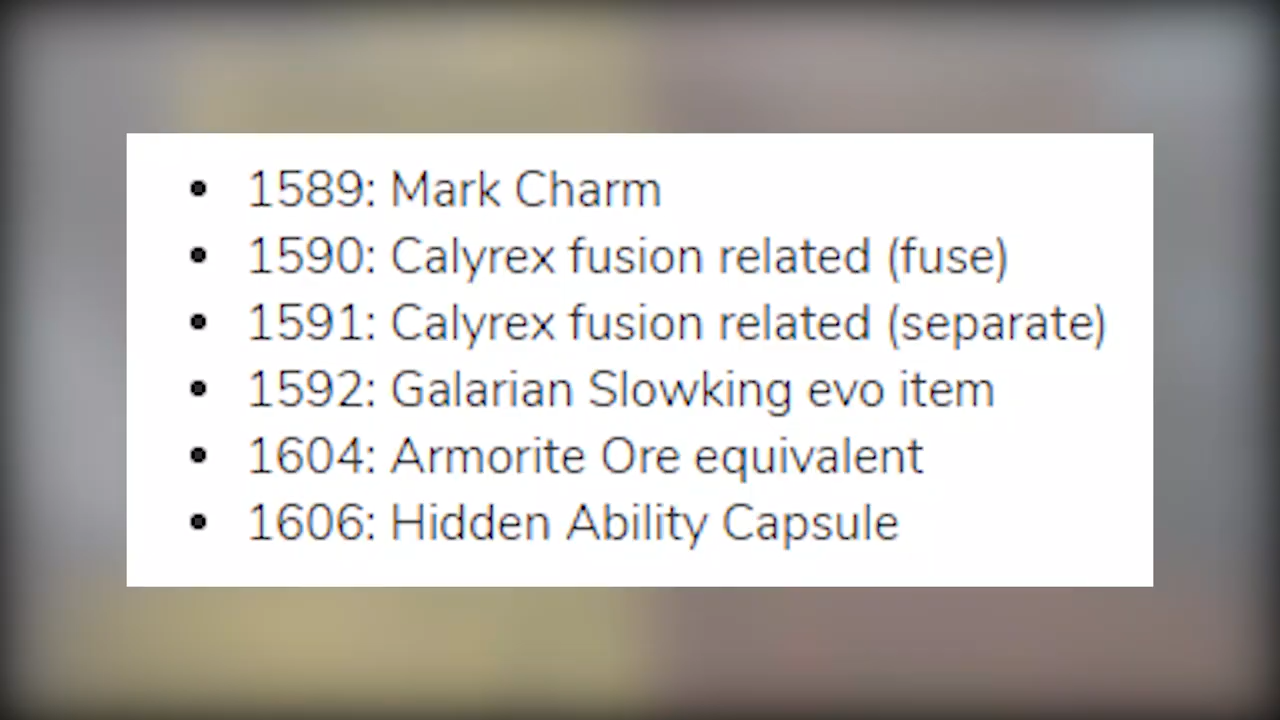 • 1589: Mark Charm
• 1590: Calyrex fusion related (fuse)
• 1591: Calyrex fusion related (separate)
• 1592: Galarian Slowking evo item
• 1604: Armorite Ore equivalent
• 1606: Hidden Ability Capsule